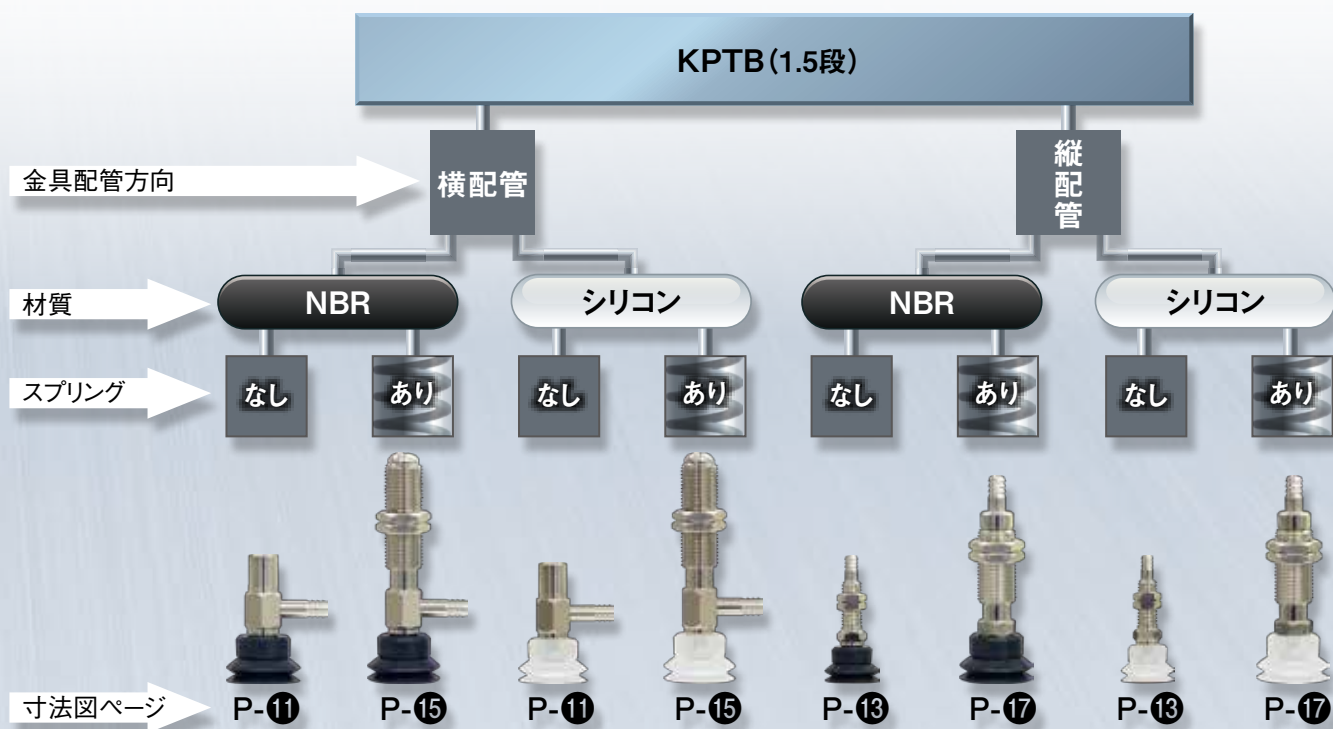 KPTB（1.5段）
金具配管方向
横配管
縦配管
材質
NBR
シリコン
NBR
シリコン
スプリング
なし
あり
なし
あり
なし
あり
なし
あり
寸法図ページ
P-⓫
P-⓯
P-⓫
P-⓯
P-⓭
P-⓱
P-⓭
P-⓱